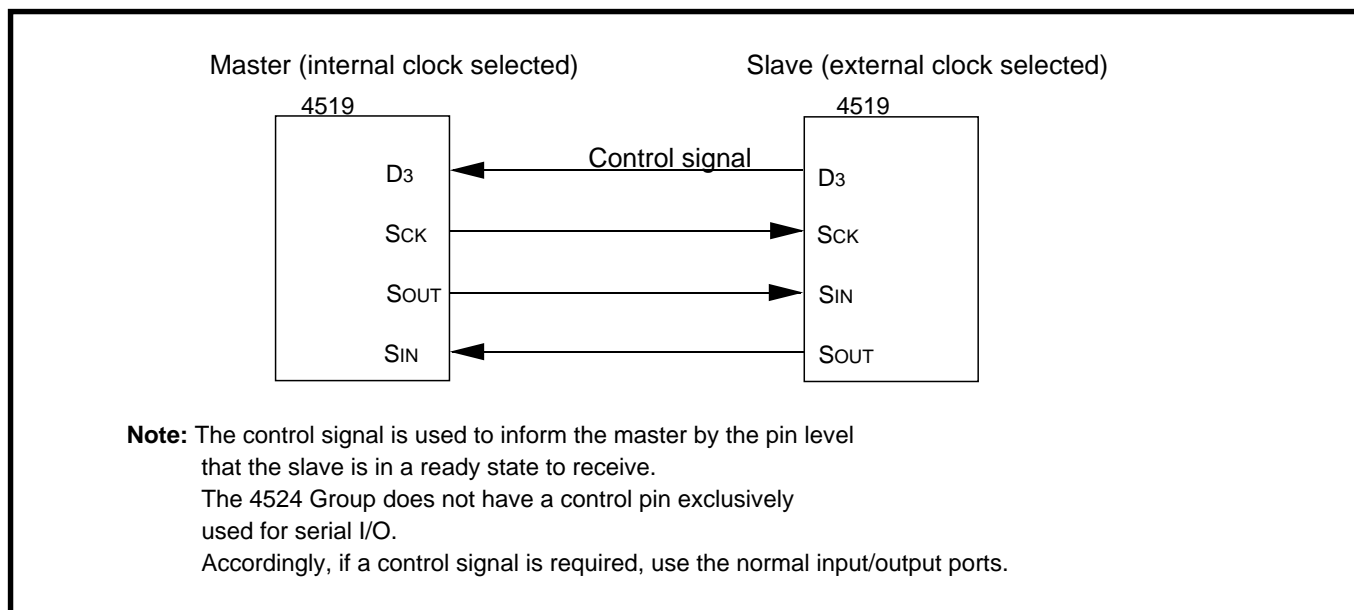 Master (internal clock selected) Slave (external clock selected)
4519 4519
Control signal
D3 D3
SCK SCK
SOUT SIN
SIN SOUT
Note: The control signal is used to inform the master by the pin level
that the slave is in a ready state to receive.
The 4524 Group does not have a control pin exclusively
used for serial I/O.
Accordingly, if a control signal is required, use the normal input/output ports.